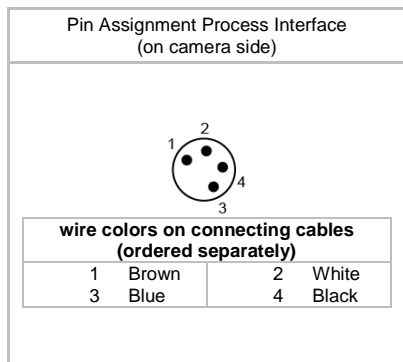 Pin Assignment Process Interface
(on camera side)
2
1
4
3
wire colors on connecting cables
(ordered separately)
1 Brown 2 White
3 Blue 4 Black